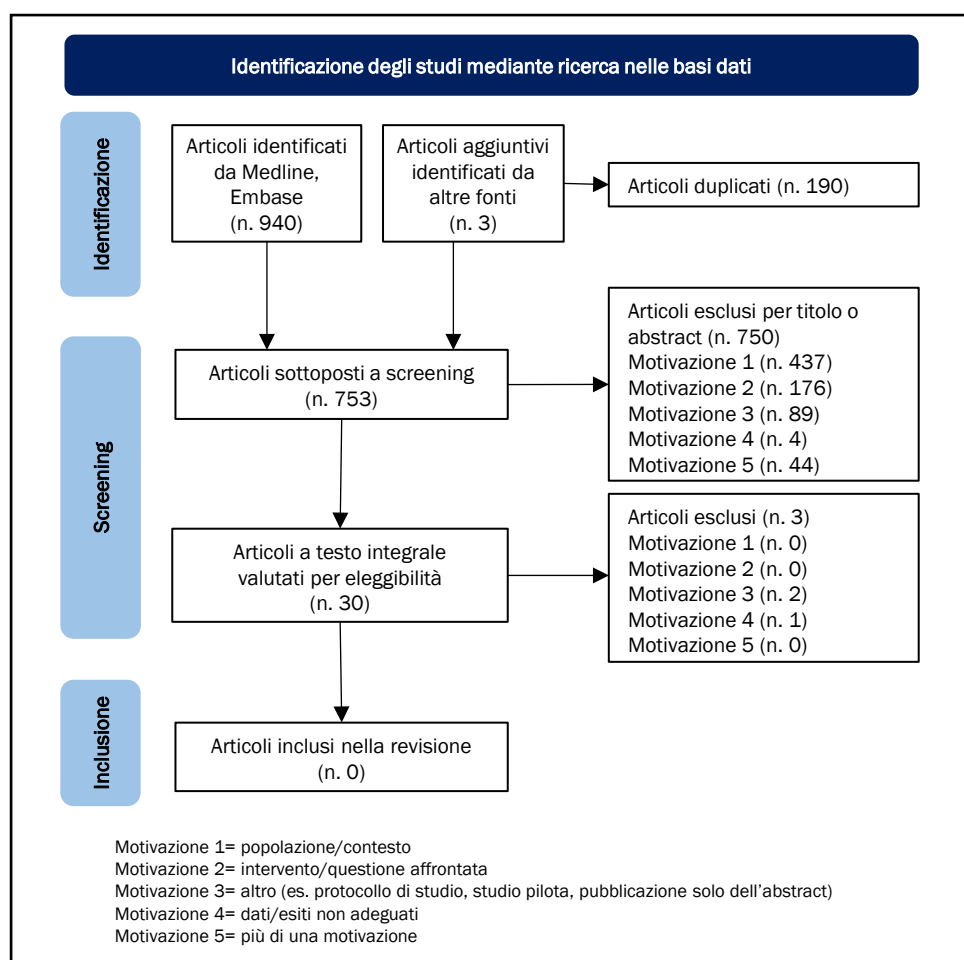 Identificazione degli studi mediante ricerca nelle basi dati
Identificazione
Articoli identificati
da Medline,
Embase
(n. 940)
Articoli aggiuntivi
identificati da
altre fonti
(n. 3)
Articoli duplicati (n. 190)
Screening
Articoli sottoposti a screening
(n. 753)
Articoli esclusi per titolo o
abstract (n. 750)
Motivazione 1 (n. 437)
Motivazione 2 (n. 176)
Motivazione 3 (n. 89)
Motivazione 4 (n. 4)
Motivazione 5 (n. 44)
Articoli a testo integrale
valutati per eleggibilità
(n. 30)
Articoli esclusi (n. 3)
Motivazione 1 (n. 0)
Motivazione 2 (n. 0)
Motivazione 3 (n. 2)
Motivazione 4 (n. 1)
Motivazione 5 (n. 0)
Inclusione
Articoli inclusi nella revisione
(n. 0)
Motivazione 1= popolazione/contesto
Motivazione 2= intervento/questione affrontata
Motivazione 3= altro (es. protocollo di studio, studio pilota, pubblicazione solo dell'abstract)
Motivazione 4= dati/esiti non adeguati
Motivazione 5= più di una motivazione